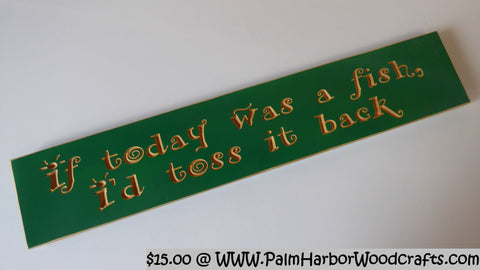 if today was a fish,
i'd toss it back
$15.00 @ WWW.PalmHarborWoodcrafts.com